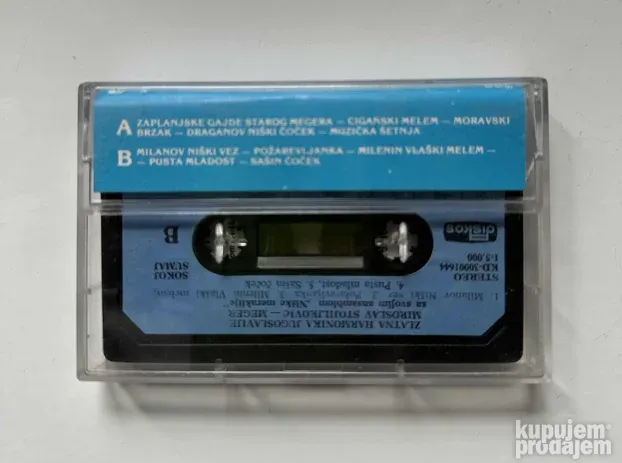 A ZAPLANJSKE GAJDE STAROG MEGERA – CIGANSKI MELEM – MORAVSKI
BRZAK – DRAGANOV NIŠKI ČOČEK – MUZIČKA ŠETNJA
B MILANOV NIŠKI VEZ – POŽAREVLJANKA – MILENIN VLAŠKI MELEM –
– PUSTA MLADOST – SAŠIN ČOČEK
ZLATNA HARMONIKA JUGOSLAVIJE
MIROSLAV STOJILJKOVIĆ — MEGER
sa svojim ansamblom „Niške meraklije"
1. Milanov Niški vez 2. Požarevljanka 3. Milenin Vlaški melem,
4. Pusta mladost, 5. Sašin čoček
STEREO
KD-50001644
1-5.000
diskos
SOKOJ
SUMAJ
B
kupujem
prodajem